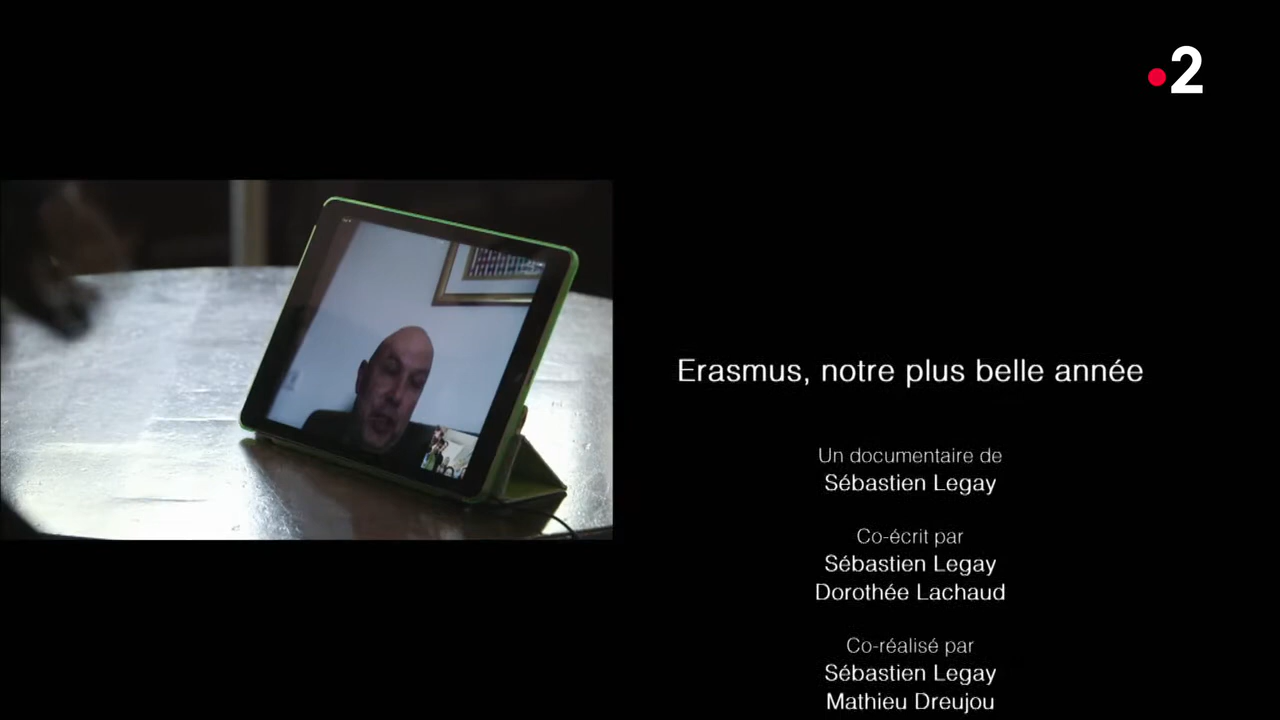 2
Erasmus, notre plus belle année
Un documentaire de
Sébastien Legay
Co-écrit par
Sébastien Legay
Dorothée Lachaud
Co-réalisé par
Sébastien Legay
Mathieu Dreujou